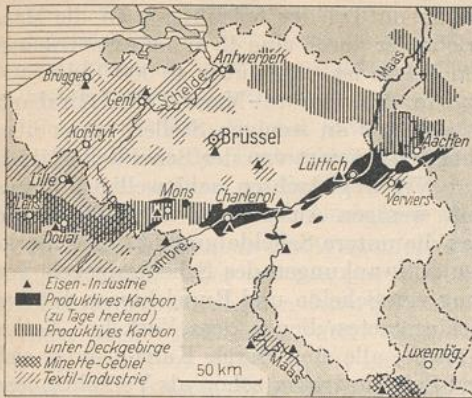 Antwerpen
Maas
Brügge
Gent
Schelde
Brüssel
Aachen
Kortryk
Lüttich
Lille
Mons
Charleroi
Verviers
Lens
Douai
Sambre
Eisen-Industrie
Produktives Karbon
(zu Tage tretend)
Produktives Karbon
unter Deckgebirge
Minette-Gebiet
Textil-Industrie
50 km
Maas
Luxembg.